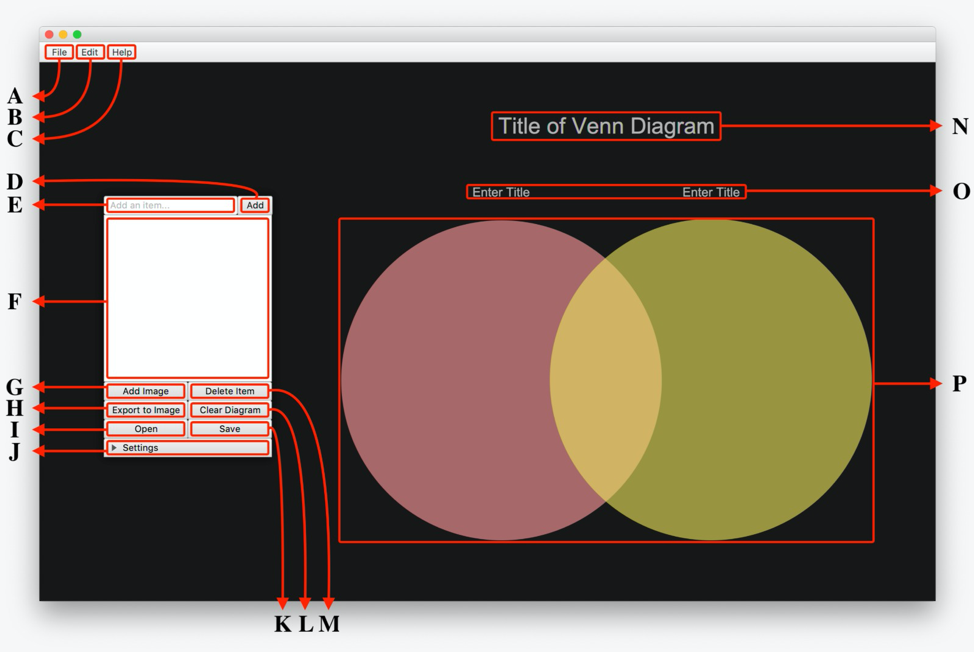 File Edit Help
A
B
C
Title of Venn Diagram
N
D
Enter Title Enter Title
O
E
Add an item... Add
F
G
Add Image Delete Item
P
H
Export to Image Clear Diagram
I
Open Save
J
Settings
K L M